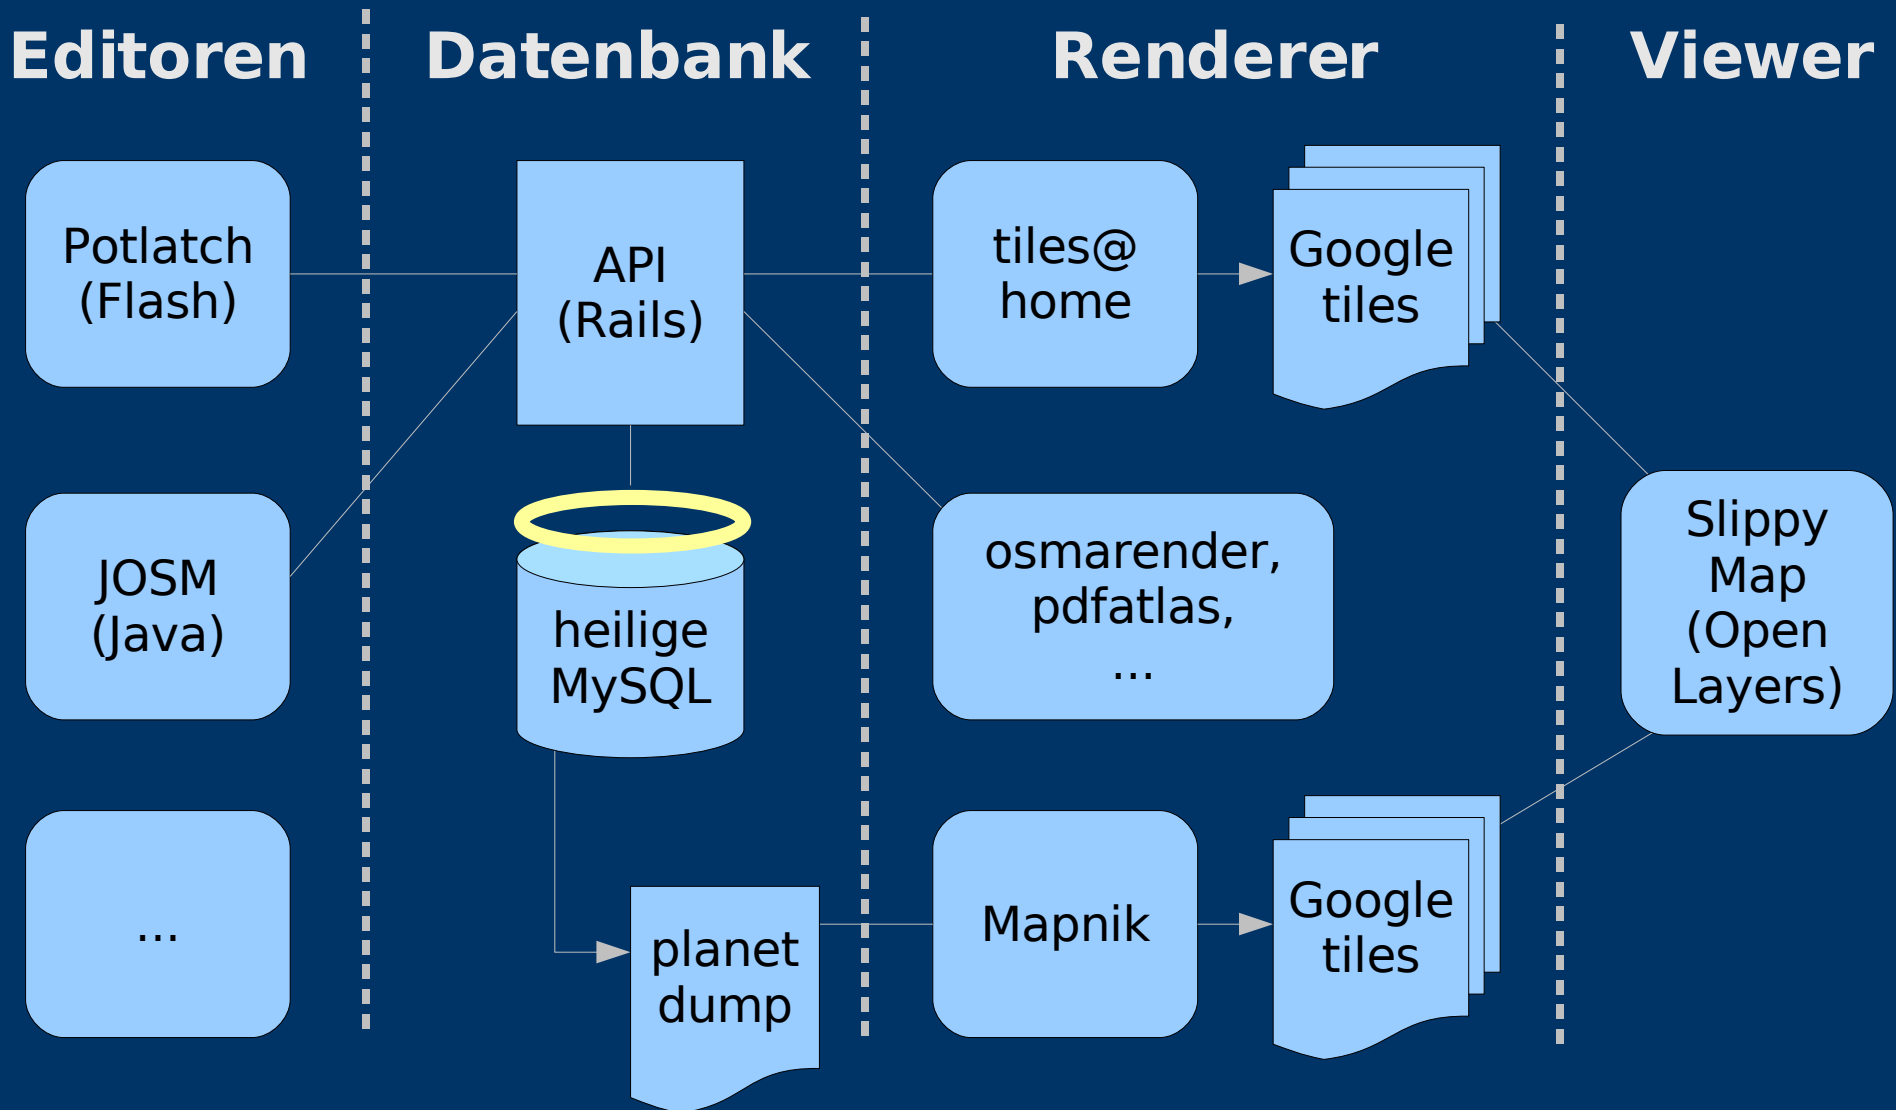 Editoren
Datenbank
Renderer
Viewer
Potlatch
(Flash)
API
(Rails)
tiles@
home
Google
tiles
JOSM
(Java)
heilige
MySQL
osmarender,
pdfatlas,
...
Slippy
Map
(Open
Layers)
...
planet
dump
Mapnik
Google
tiles